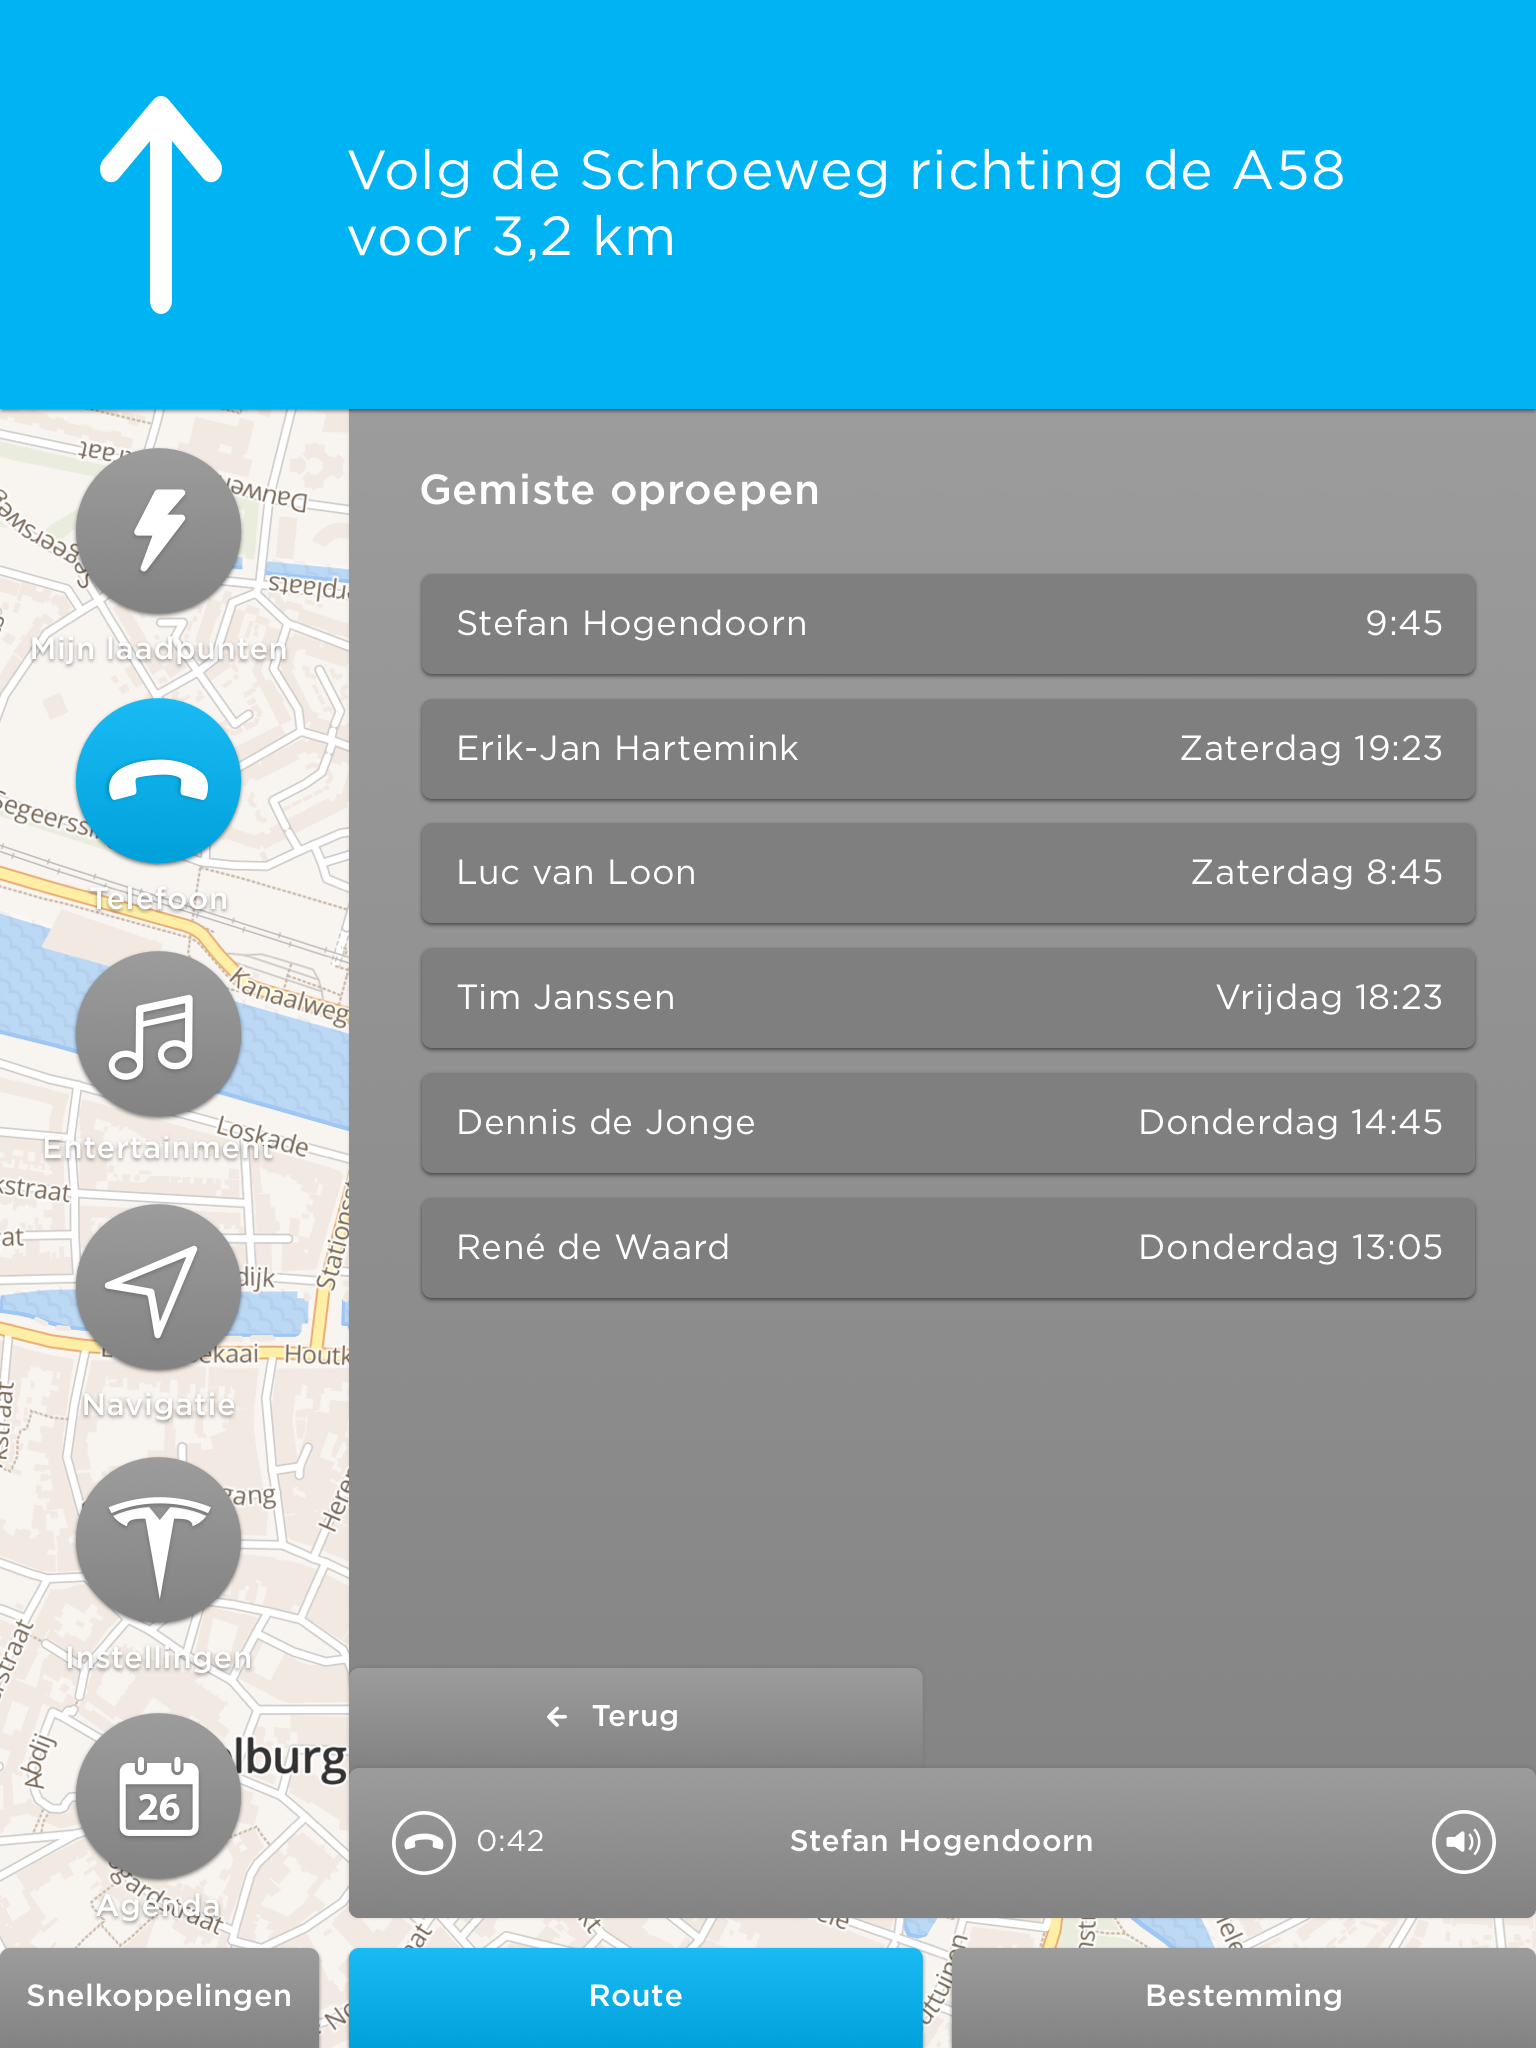 Volg de Schroeweg richting de A58
voor 3,2 km
Gemiste oproepen
Stefan Hogendoorn 9:45
Erik-Jan Hartemink Zaterdag 19:23
Luc van Loon Zaterdag 8:45
Tim Janssen Vrijdag 18:23
Dennis de Jonge Donderdag 14:45
René de Waard Donderdag 13:05
← Terug
0:42 Stefan Hogendoorn
Mijn laadpunten
Telefoon
Entertainment
Navigatie
Instellingen
26
Agenda
Kanaalweg
Loskade
Abdij
Snelkoppelingen
Route
Bestemming